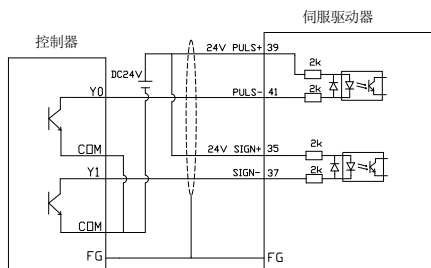 伺服驱动器
控制器
24V PULS+ 39
2k
DC24V
Y0
PULS- 41
2k
COM
24V SIGN+ 35
2k
Y1
SIGN- 37
2k
COM
FG
FG